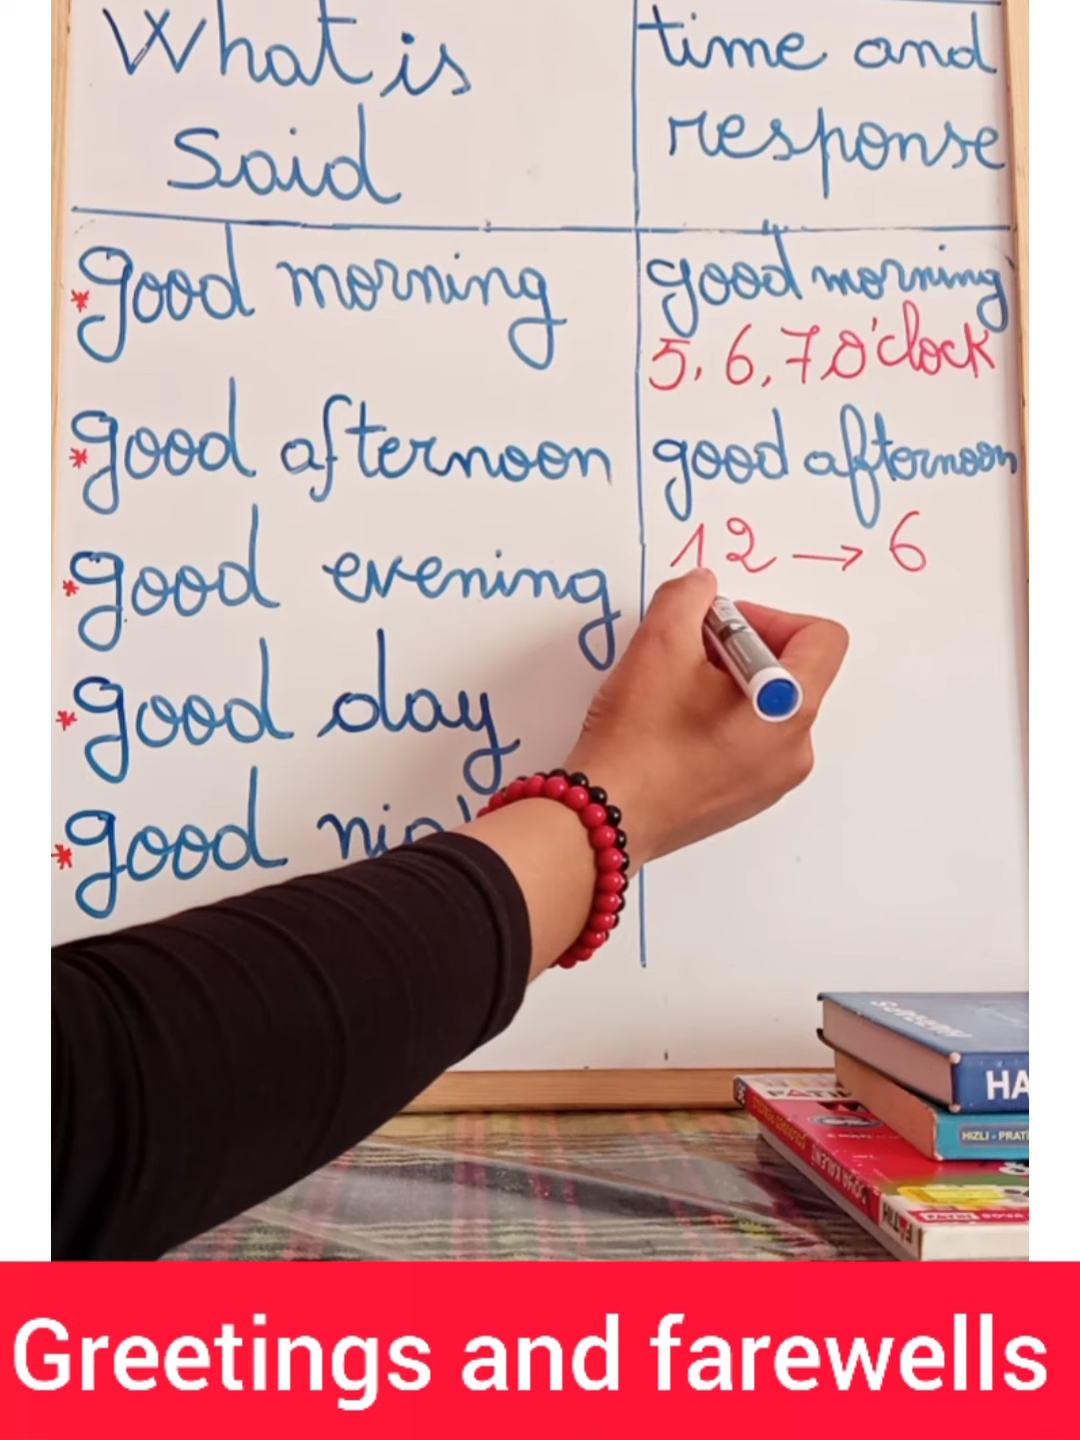 What is
Said
time and
response
*good morning
good morning
5, 6, 7 o'clock
*good afternoon
good afternoon
12 → 6
*good evening
*good day
*good
HA
HIZLI - PRATİ
Greetings and farewells